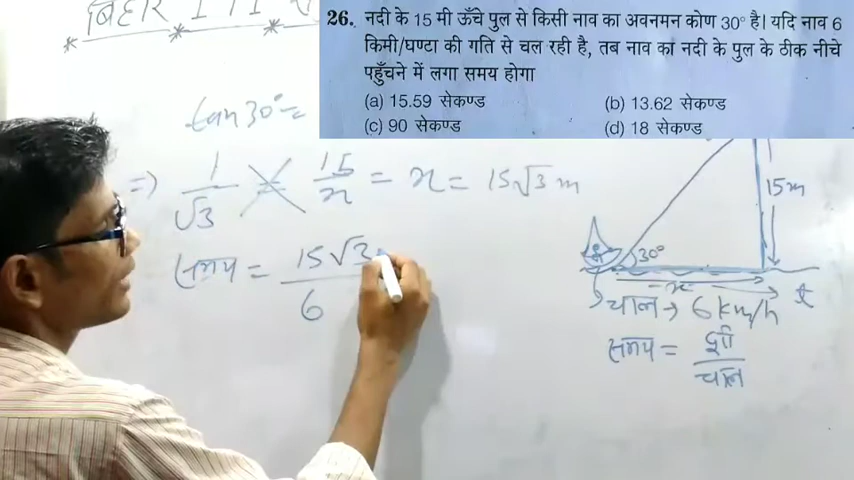 बिहार ITI
26. नदी के 15 मी ऊँचे पुल से किसी नाव का अवनमन कोण 30° है। यदि नाव 6
किमी/घण्टा की गति से चल रही है, तब नाव को नदी के पुल के ठीक नीचे
पहुँचने में लगा समय होगा
(a) 15.59 सेकण्ड (b) 13.62 सेकण्ड
(c) 90 सेकण्ड (d) 18 सेकण्ड
tan 30° =
=> 1/√3 = 15/x = x = 15√3 m
समय = 15√3/6
15m
30°
x
चाल → 6 km/h
समय = दूरी/चाल